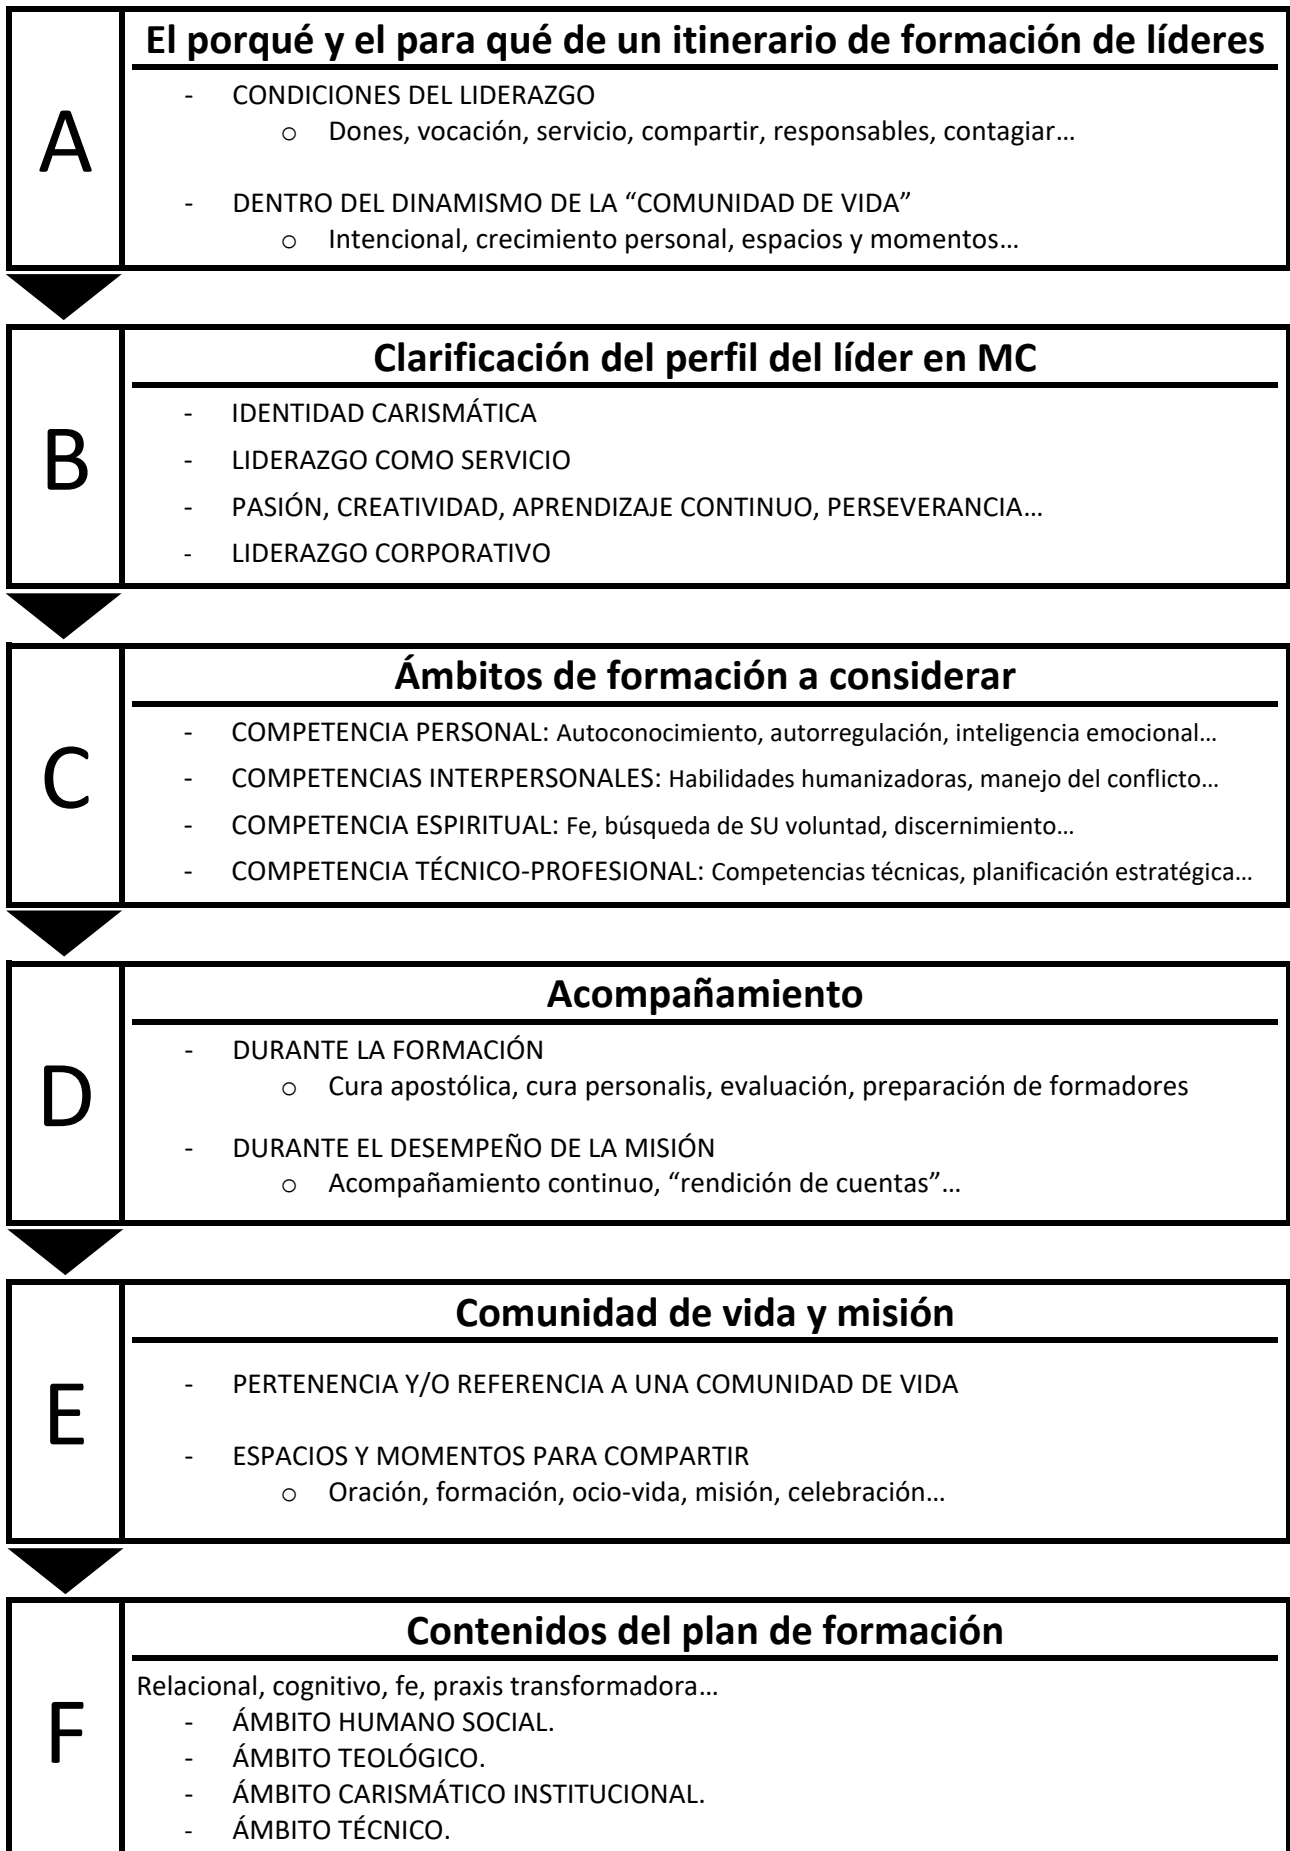 A
El porqué y el para qué de un itinerario de formación de líderes
- CONDICIONES DEL LIDERAZGO
o Dones, vocación, servicio, compartir, responsables, contagiar…
- DENTRO DEL DINAMISMO DE LA “COMUNIDAD DE VIDA”
o Intencional, crecimiento personal, espacios y momentos…
B
Clarificación del perfil del líder en MC
- IDENTIDAD CARISMÁTICA
- LIDERAZGO COMO SERVICIO
- PASIÓN, CREATIVIDAD, APRENDIZAJE CONTINUO, PERSEVERANCIA…
- LIDERAZGO CORPORATIVO
C
Ámbitos de formación a considerar
- COMPETENCIA PERSONAL: Autoconocimiento, autorregulación, inteligencia emocional…
- COMPETENCIAS INTERPERSONALES: Habilidades humanizadoras, manejo del conflicto…
- COMPETENCIA ESPIRITUAL: Fe, búsqueda de SU voluntad, discernimiento…
- COMPETENCIA TÉCNICO-PROFESIONAL: Competencias técnicas, planificación estratégica…
D
Acompañamiento
- DURANTE LA FORMACIÓN
o Cura apostólica, cura personalis, evaluación, preparación de formadores
- DURANTE EL DESEMPEÑO DE LA MISIÓN
o Acompañamiento continuo, “rendición de cuentas”…
E
Comunidad de vida y misión
- PERTENENCIA Y/O REFERENCIA A UNA COMUNIDAD DE VIDA
- ESPACIOS Y MOMENTOS PARA COMPARTIR
o Oración, formación, ocio-vida, misión, celebración…
F
Contenidos del plan de formación
Relacional, cognitivo, fe, praxis transformadora…
- ÁMBITO HUMANO SOCIAL.
- ÁMBITO TEOLÓGICO.
- ÁMBITO CARISMÁTICO INSTITUCIONAL.
- ÁMBITO TÉCNICO.